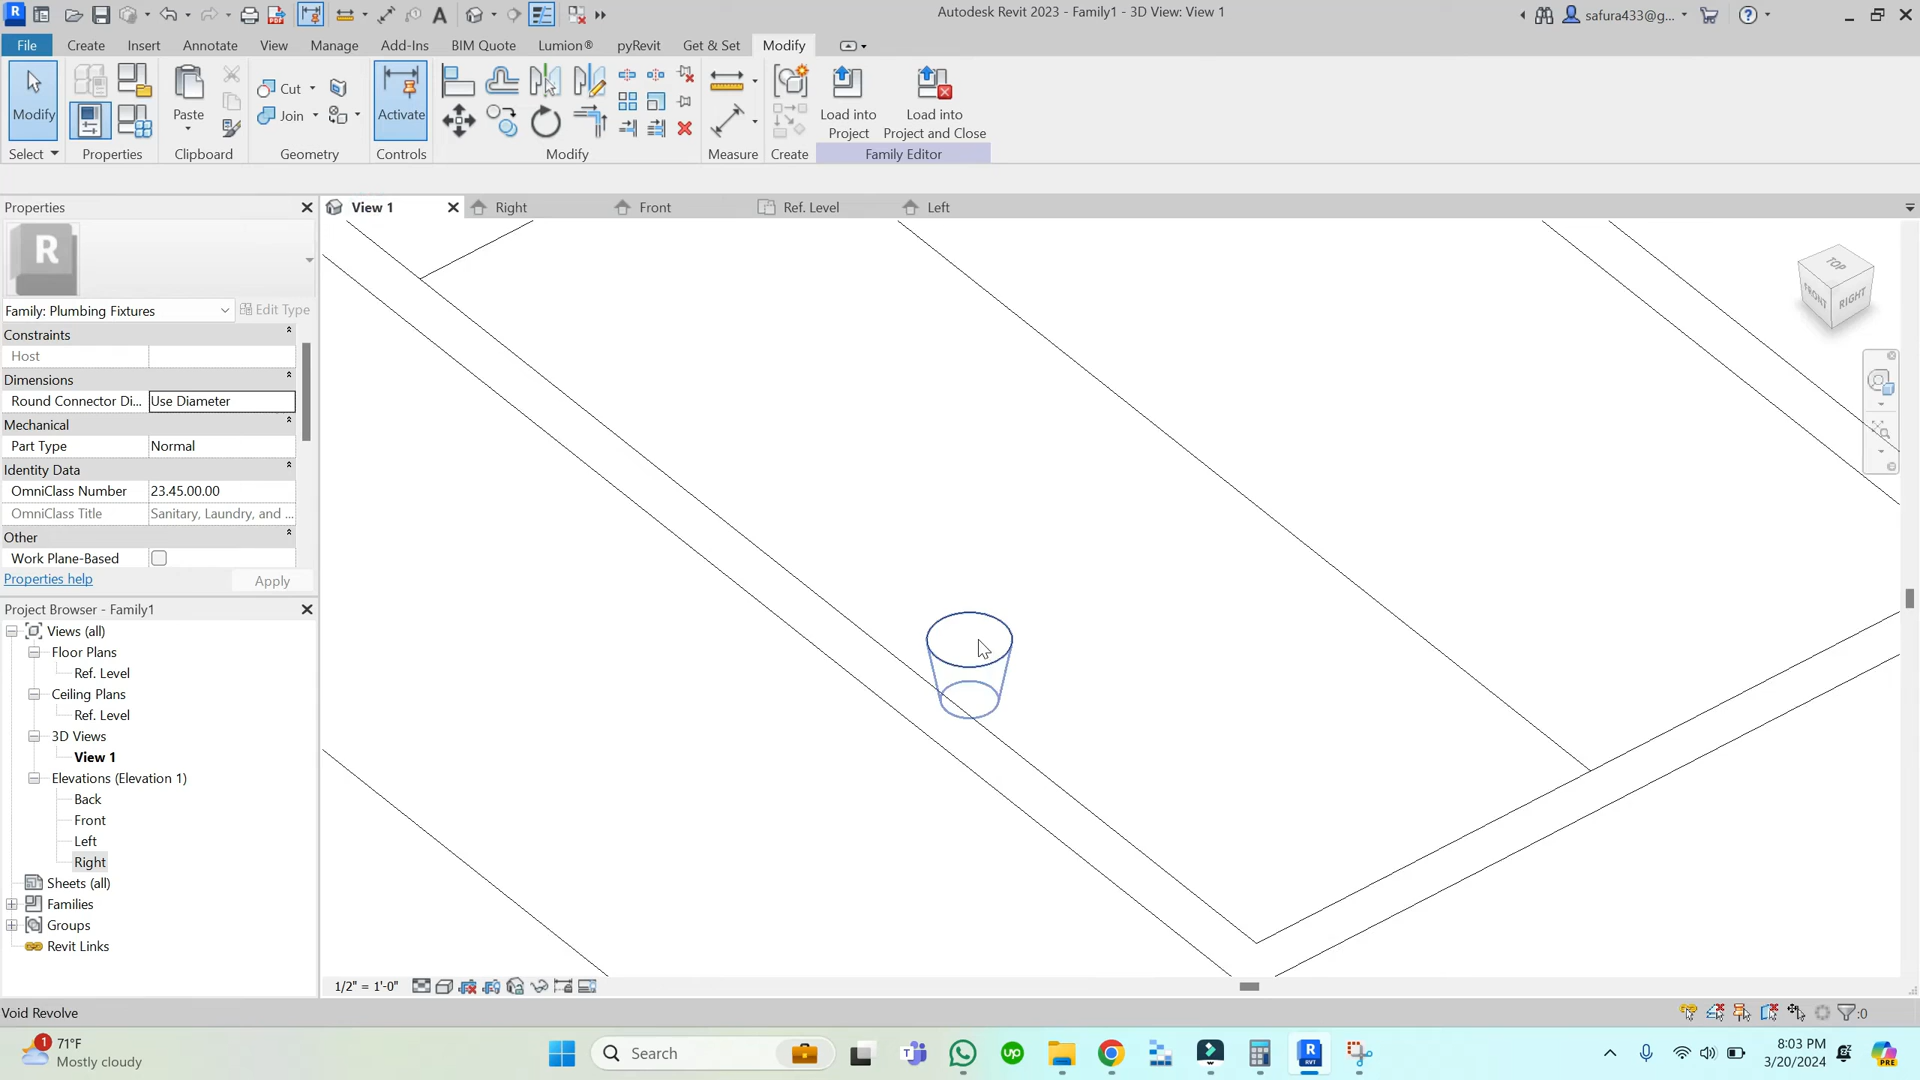 Autodesk Revit 2023 - Family1 - 3D View: View 1
safura433@g...
File Create Insert Annotate View Manage Add-Ins BIM Quote Lumion® pyRevit Get & Set Modify
Modify
Paste
Cut
Join
Activate
Load into
Project
Load into
Project and Close
Select Properties Clipboard Geometry Controls Modify Measure Create Family Editor
Properties
View 1 Right Front Ref. Level Left
R
Family: Plumbing Fixtures Edit Type
Constraints
Host
Dimensions
Round Connector Di... Use Diameter
Mechanical
Part Type Normal
Identity Data
OmniClass Number 23.45.00.00
OmniClass Title Sanitary, Laundry, and ...
Other
Work Plane-Based
Properties help Apply
TOP
FRONT RIGHT
Project Browser - Family1
Views (all)
Floor Plans
Ref. Level
Ceiling Plans
Ref. Level
3D Views
View 1
Elevations (Elevation 1)
Back
Front
Left
Right
Sheets (all)
Families
Groups
Revit Links
1/2" = 1'-0"
Void Revolve
:0
1
71°F
Mostly cloudy
Search
up
R
RVT
8:03 PM
3/20/2024
PRE